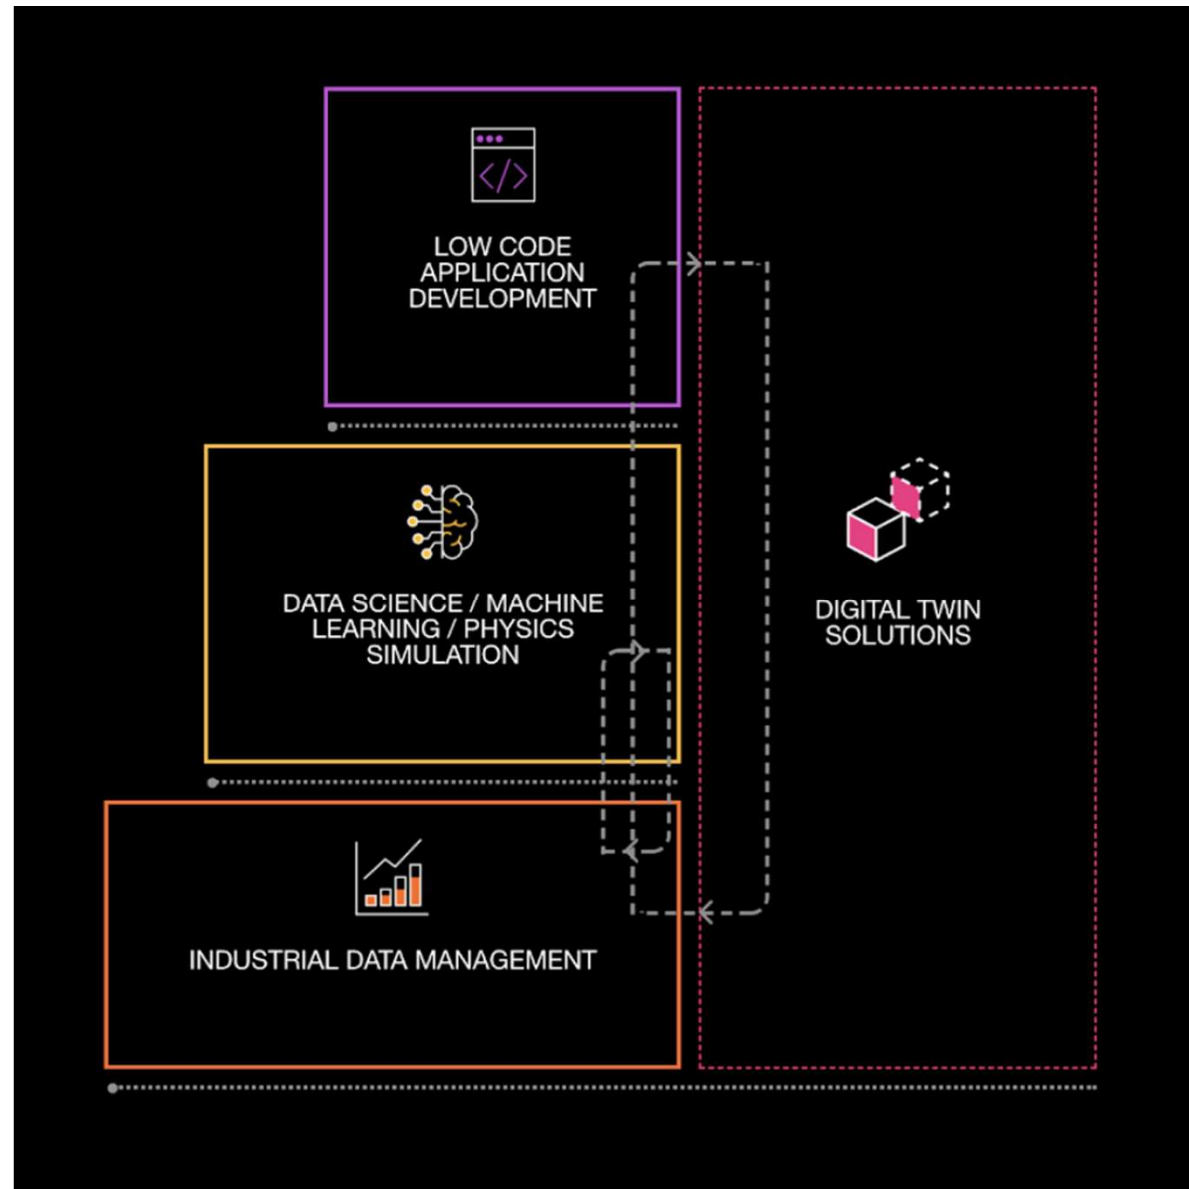 LOW CODE
APPLICATION
DEVELOPMENT
DATA SCIENCE / MACHINE
LEARNING / PHYSICS
SIMULATION
DIGITAL TWIN
SOLUTIONS
INDUSTRIAL DATA MANAGEMENT